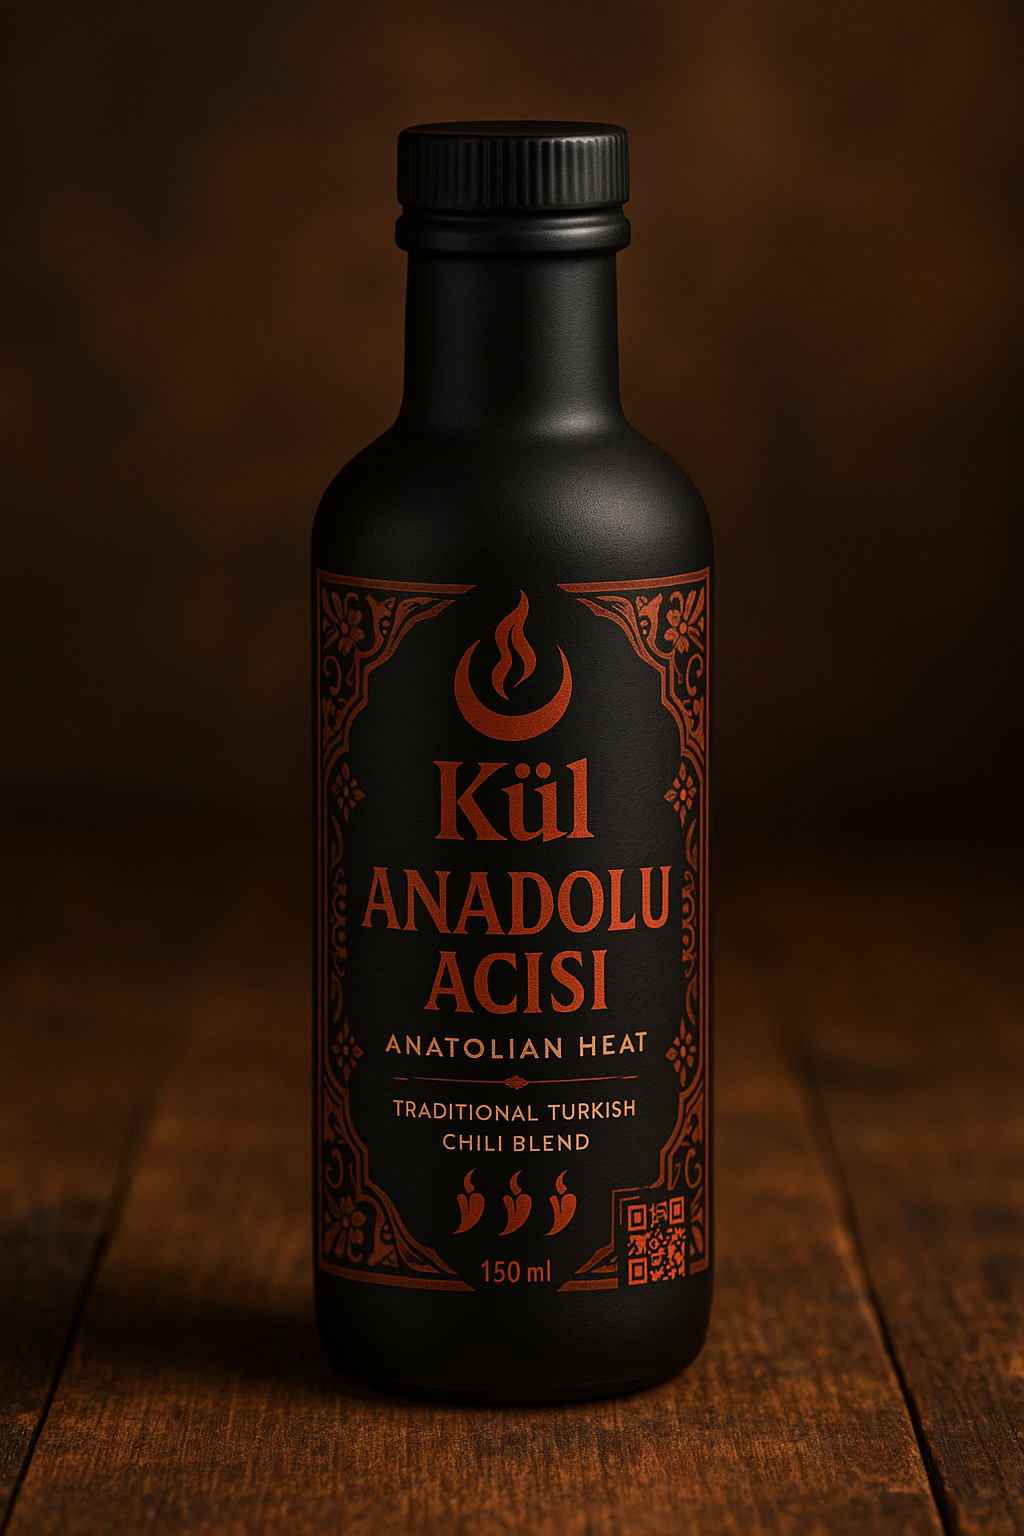 Kül
ANADOLU
ACISI
ANATOLIAN HEAT
TRADITIONAL TURKISH
CHILI BLEND
150 ml